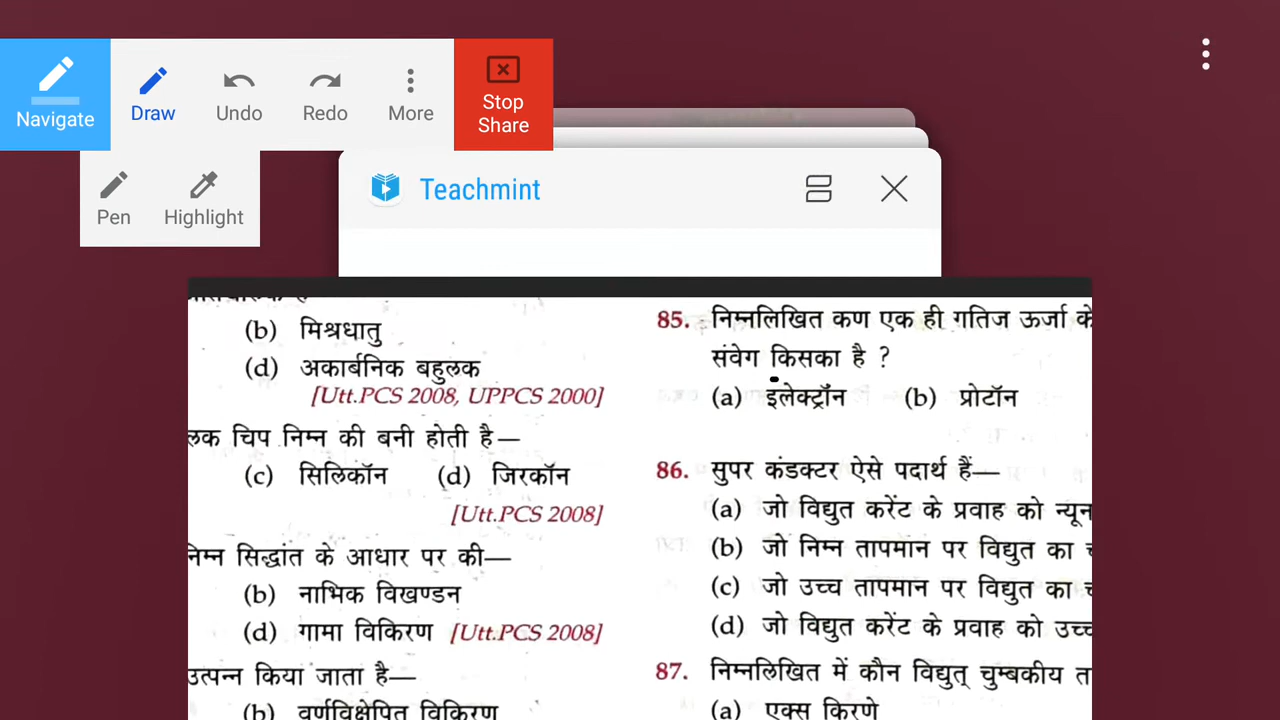 Navigate
Draw
Undo
Redo
More
Stop
Share
Pen
Highlight
Teachmint
(b) मिश्रधातु
(d) अकार्बनिक बहुलक
[Utt.PCS 2008, UPPCS 2000]
चिप निम्न की बनी होती है—
(c) सिलिकॉन (d) जिरकॉन
[Utt.PCS 2008]
सिद्धांत के आधार पर की—
(b) नाभिक विखण्डन
(d) गामा विकिरण [Utt.PCS 2008]
उत्पन्न किया जाता है—
(b) वर्णविक्षेपित विकिरण
85. निम्नलिखित कण एक ही गतिज ऊर्जा के
संवेग किसका है ?
(a) इलेक्ट्रॉन (b) प्रोटॉन
86. सुपर कंडक्टर ऐसे पदार्थ हैं—
(a) जो विद्युत करेंट के प्रवाह को न्यून
(b) जो निम्न तापमान पर विद्युत का
(c) जो उच्च तापमान पर विद्युत का
(d) जो विद्युत करेंट के प्रवाह को उच्च
87. निम्नलिखित में कौन विद्युत् चुम्बकीय त
(a) एक्स किरणे